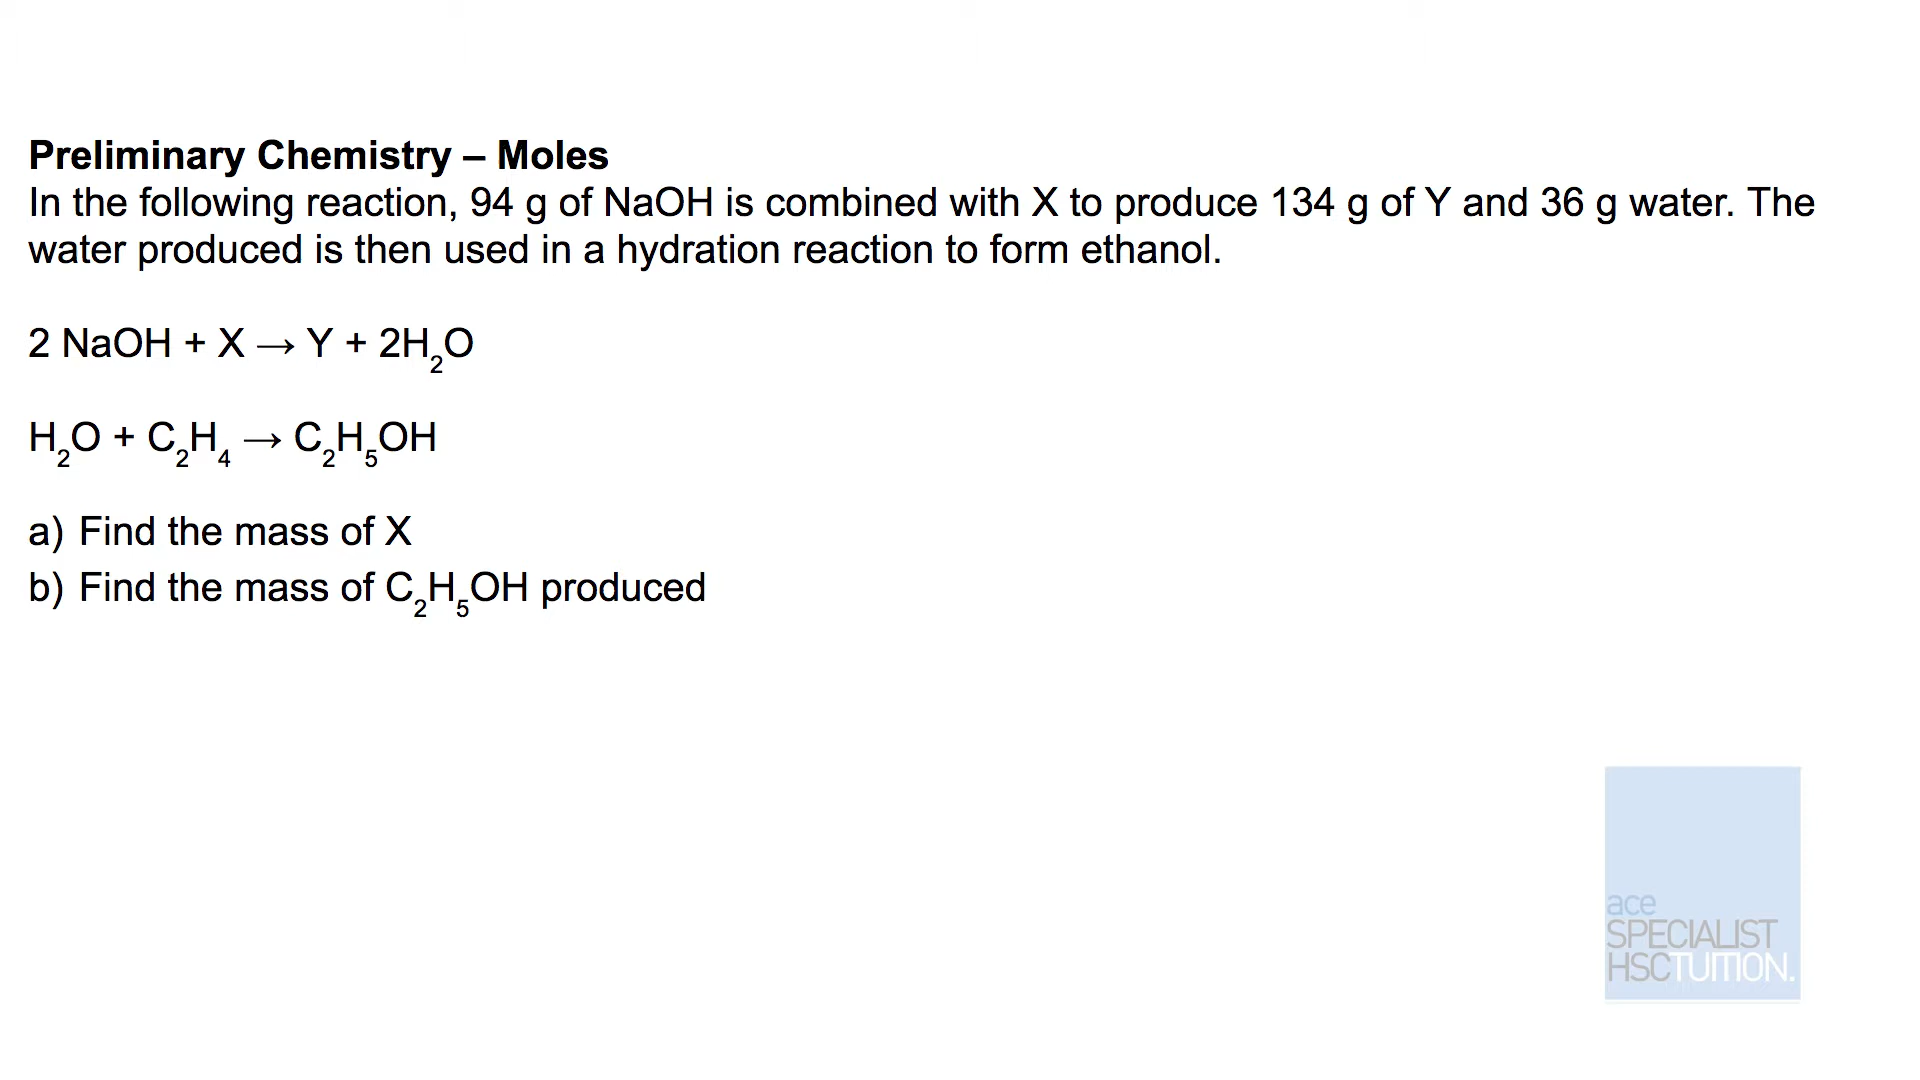 Preliminary Chemistry – Moles
In the following reaction, 94 g of NaOH is combined with X to produce 134 g of Y and 36 g water. The
water produced is then used in a hydration reaction to form ethanol.
2 NaOH + X → Y + 2H₂O
H₂O + C₂H₄ → C₂H₅OH
a) Find the mass of X
b) Find the mass of C₂H₅OH produced
ace
SPECIALIST
HSCTUITION.